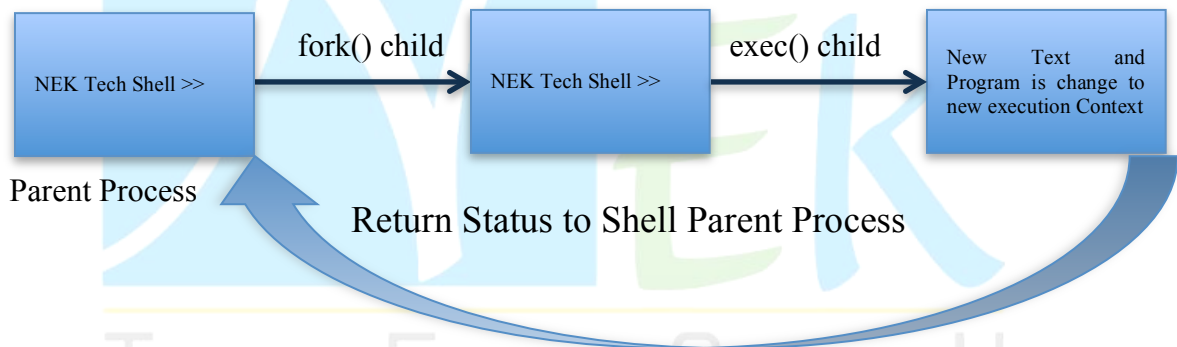 fork() child
exec() child
NEK Tech Shell >>
NEK Tech Shell >>
New Text and
Program is change to
new execution Context
Parent Process
Return Status to Shell Parent Process